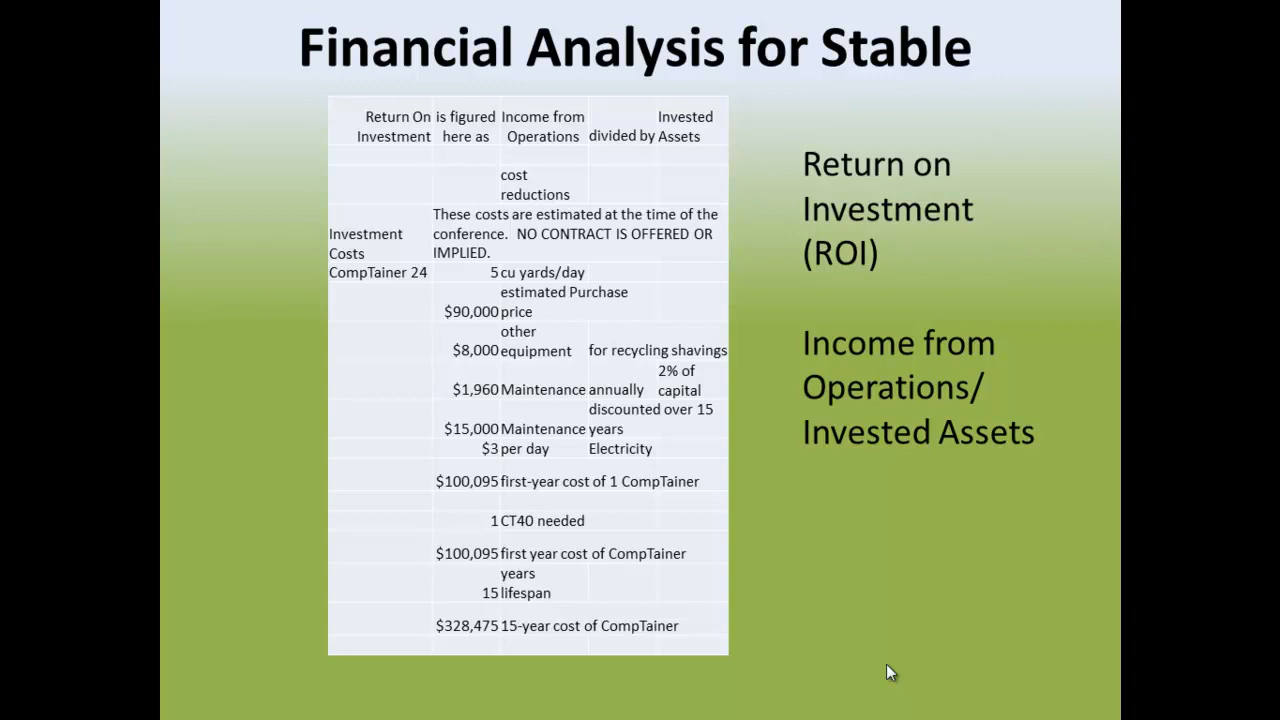 Financial Analysis for Stable
Return On Investment is figured here as Income from Operations divided by Invested Assets
cost reductions
Investment Costs These costs are estimated at the time of the conference. NO CONTRACT IS OFFERED OR IMPLIED.
CompTainer 24 5 cu yards/day
$90,000 estimated Purchase price
$8,000 other equipment for recycling shavings
$1,960 Maintenance annually 2% of capital
$15,000 Maintenance discounted over 15 years
$3 per day Electricity
$100,095 first-year cost of 1 CompTainer
1 CT40 needed
$100,095 first year cost of CompTainer
15 years lifespan
$328,475 15-year cost of CompTainer
Return on
Investment
(ROI)
Income from
Operations/
Invested Assets